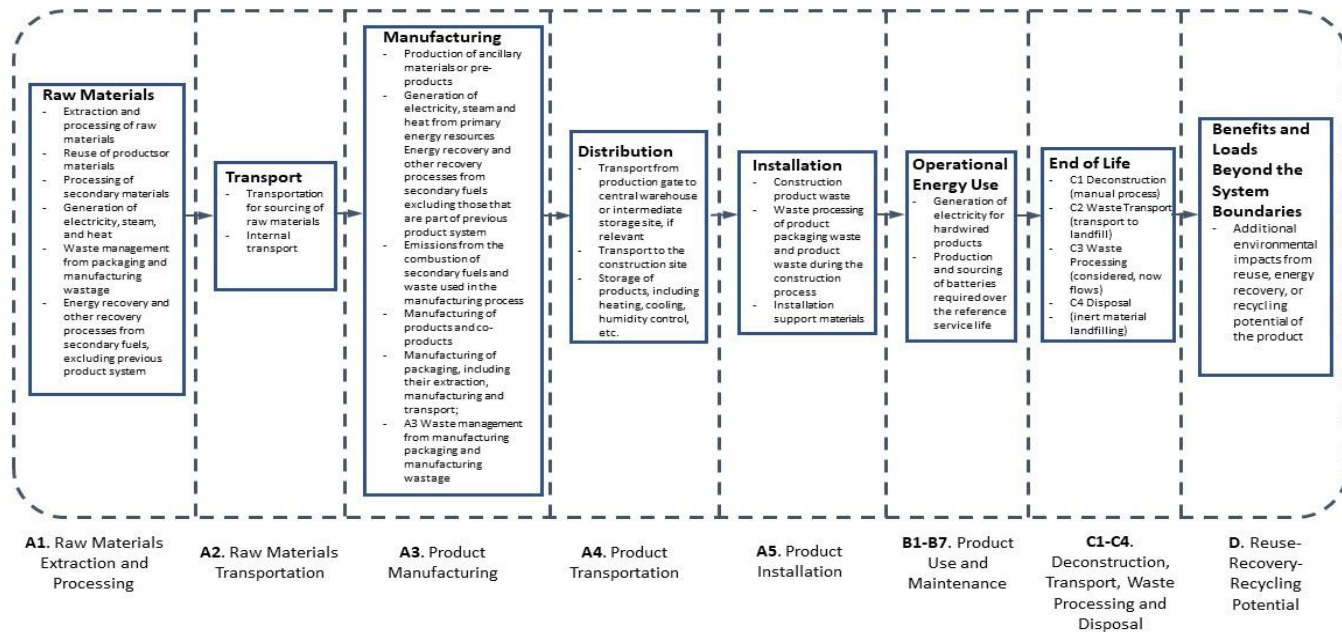 Raw Materials
- Extraction and
processing of raw
materials
- Reuse of productsor
materials
- Processing of
secondary materials
- Generation of
electricity, steam,
and heat
- Waste management
from packaging and
manufacturing
wastage
- Energy recovery and
other recovery
processes from
secondary fuels,
excluding previous
product system
Transport
- Transportation
for sourcing of
raw materials
- Internal
transport
Manufacturing
- Production of ancillary
materials or pre-
products
- Generation of
electricity, steam and
heat from primary
energy resources
Energy recovery and
other recovery
processes from
secondary fuels
excluding those that
are part of previous
product system
- Emissions from the
combustion of
secondary fuels and
waste used in the
manufacturing process
- Manufacturing of
products and co-
products
- Manufacturing of
packaging, including
their extraction,
manufacturing and
transport;
- A3 Waste management
from manufacturing
packaging and
manufacturing
wastage
Distribution
- Transport from
production gate to
central warehouse
or intermediate
storage site, if
relevant
- Transport to the
construction site
- Storage of
products, including
heating, cooling,
humidity control,
etc.
Installation
- Construction
product waste
- Waste processing
of product
packaging waste
and product
waste during the
construction
process
- Installation
support materials
Operational
Energy Use
- Generation of
electricity for
hardwired
products
- Production
and sourcing
of batteries
required over
the reference
service life
End of Life
- C1 Deconstruction
(manual process)
- C2 Waste Transport
(transport to
landfill)
- C3 Waste
Processing
(considered, now
flows)
- C4 Disposal
- (inert material
landfilling)
Benefits and
Loads
Beyond the
System
Boundaries
- Additional
environmental
impacts from
reuse, energy
recovery, or
recycling
potential of
the product
A1. Raw Materials
Extraction and
Processing
A2. Raw Materials
Transportation
A3. Product
Manufacturing
A4. Product
Transportation
A5. Product
Installation
B1-B7. Product
Use and
Maintenance
C1-C4.
Deconstruction,
Transport, Waste
Processing and
Disposal
D. Reuse-
Recovery-
Recycling
Potential